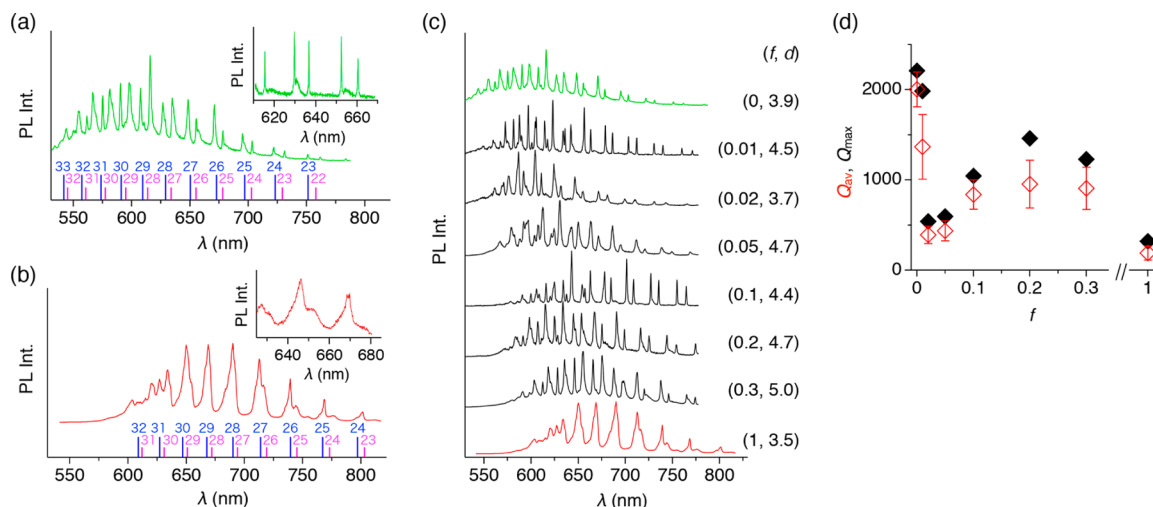 (a)
PL Int.
PL Int.
620 640 660
λ (nm)
33 32 31 30 29 28 27 26 25 24 23
32 31 30 29 28 27 26 25 24 23 22
550 600 650 700 750 800
λ (nm)
(b)
PL Int.
PL Int.
640 660 680
λ (nm)
32 31 30 29 28 27 26 25 24
31 30 29 28 27 26 25 24 23
550 600 650 700 750 800
λ (nm)
(c)
PL Int.
(f, d)
(0, 3.9)
(0.01, 4.5)
(0.02, 3.7)
(0.05, 4.7)
(0.1, 4.4)
(0.2, 4.7)
(0.3, 5.0)
(1, 3.5)
550 600 650 700 750 800
λ (nm)
(d)
Qav, Qmax
2000
1000
0
0 0.1 0.2 0.3 // 1
f